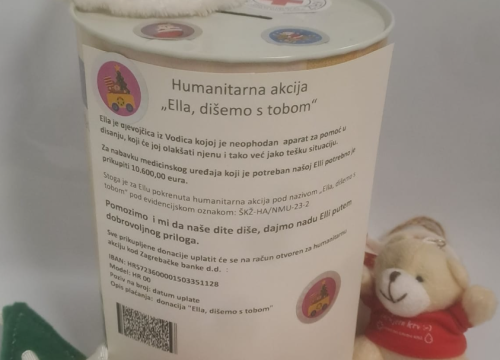 Humanitarna akcija
„Ella, dišemo s tobom“
Ella je djevojčica iz Vodica kojoj je neophodan aparat za pomoć u
disanju, koji će joj olakšati njenu i tako već jako tešku situaciju.
Za nabavku medicinskog uređaja koji je potreban našoj Elli potrebno je
prikupiti 10.600,00 eura.
Stoga je za Ellu pokrenuta humanitarna akcija pod nazivom „Ella, dišemo s
tobom“ pod evidencijskom oznakom: ŠKZ-HA/NMU-23-2
Pomozimo i mi da naše dite diše, dajmo nadu Elli putem
dobrovoljnog priloga.
Sve prikupljene donacije uplatit će se na račun otvoren za humanitarnu
akciju kod Zagrebačke banke d.d. :
IBAN: HR5723600001503351128
Model: HR 00
Poziv na broj: datum uplate
Opis plaćanja: donacija "Ella, dišemo s tobom"